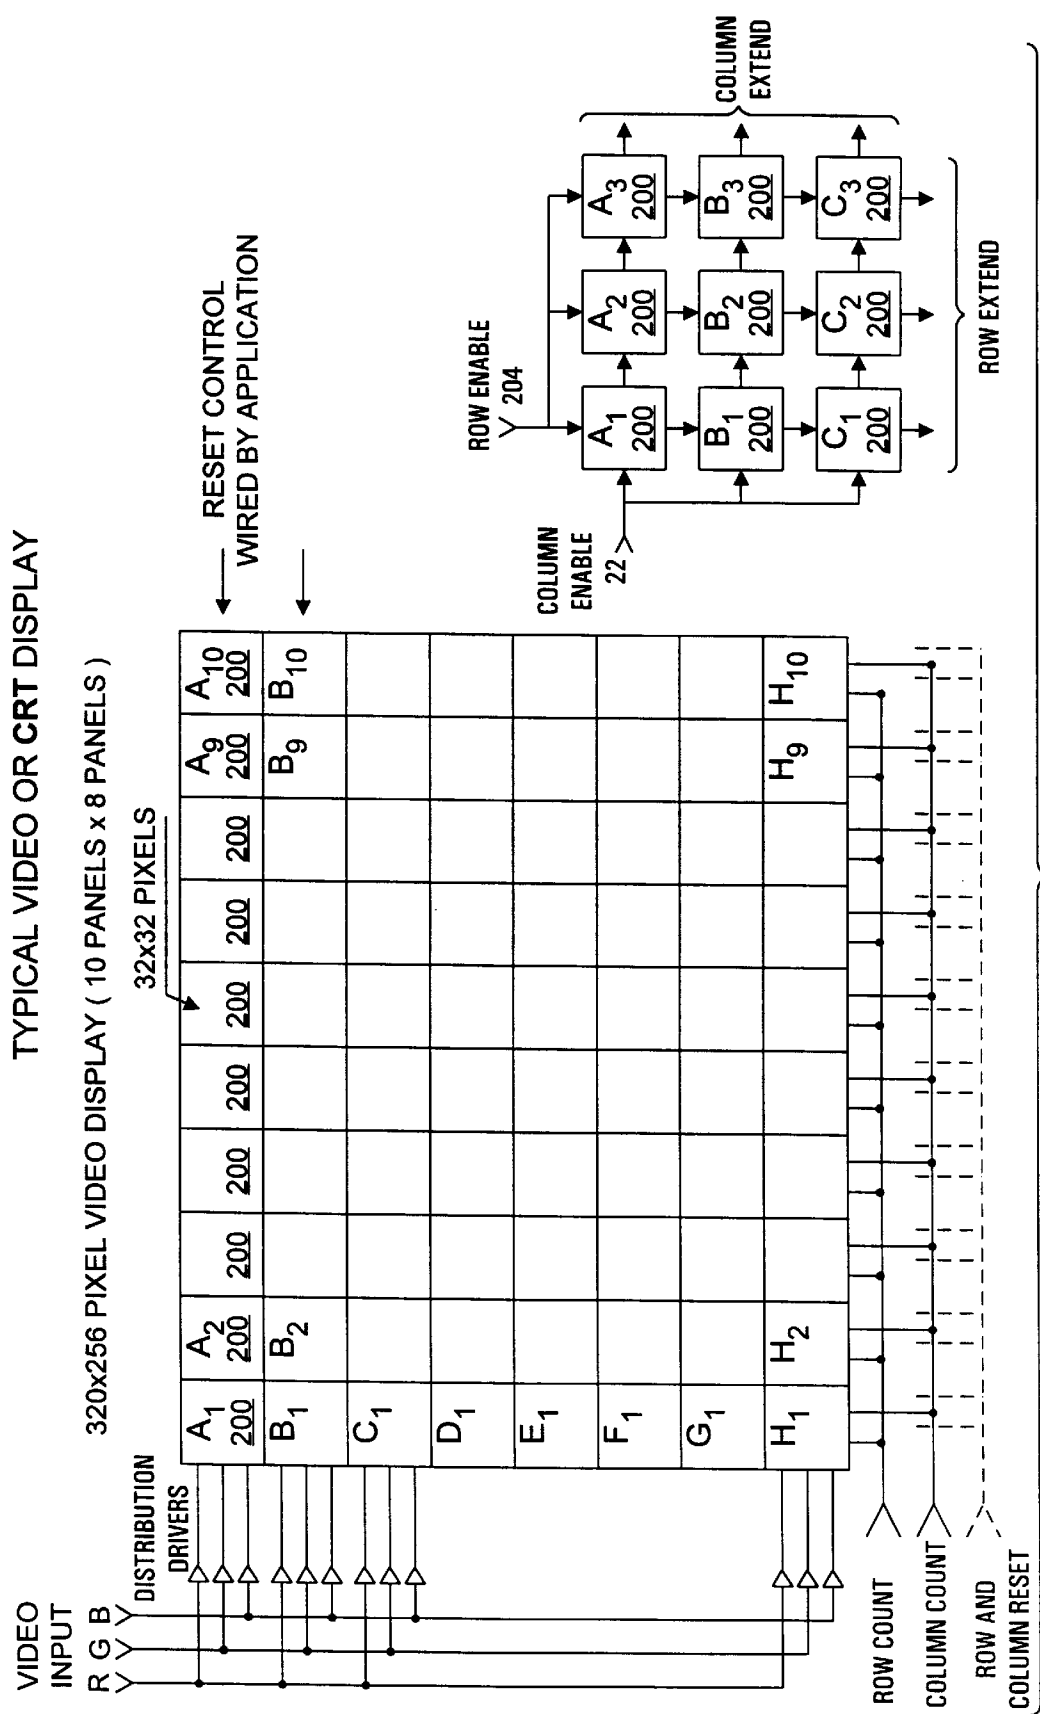 TYPICAL VIDEO OR CRT DISPLAY
320x256 PIXEL VIDEO DISPLAY ( 10 PANELS x 8 PANELS )
32x32 PIXELS
RESET CONTROL
WIRED BY APPLICATION
VIDEO
INPUT
R G B
DISTRIBUTION
DRIVERS
A1 A2 A9 A10
200 200 200 200 200 200 200 200 200 200
B1 B2 B9 B10
C1
D1
E1
F1
G1
H1 H2 H9 H10
ROW COUNT
COLUMN COUNT
ROW AND
COLUMN RESET
ROW ENABLE
204
COLUMN
ENABLE
22
A1 A2 A3
200 200 200
B1 B2 B3
200 200 200
C1 C2 C3
200 200 200
COLUMN
EXTEND
ROW EXTEND